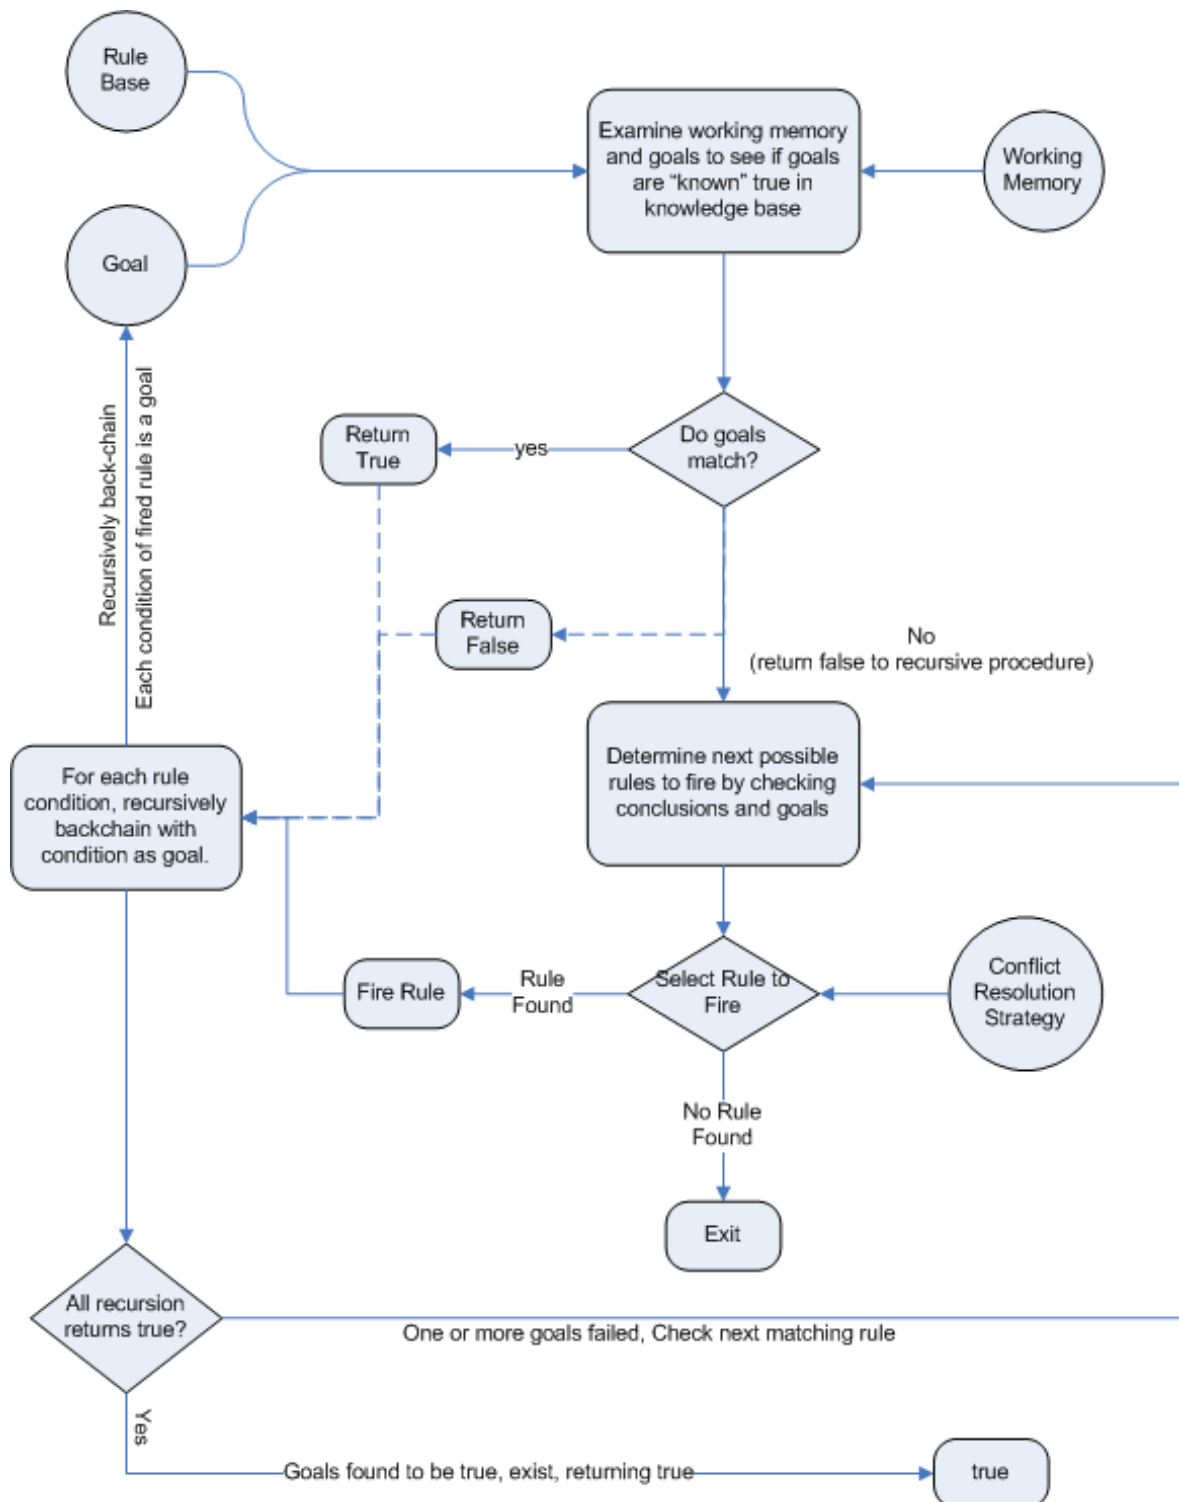 Rule
Base
Examine working memory
and goals to see if goals
are “known” true in
knowledge base
Working
Memory
Goal
Recursively back-chain
Each condition of fired rule is a goal
Return
True
yes
Do goals
match?
Return
False
No
(return false to recursive procedure)
For each rule
condition, recursively
backchain with
condition as goal.
Determine next possible
rules to fire by checking
conclusions and goals
Fire Rule
Rule
Found
Select Rule to
Fire
Conflict
Resolution
Strategy
No Rule
Found
Exit
All recursion
returns true?
One or more goals failed, Check next matching rule
Yes
Goals found to be true, exist, returning true
true